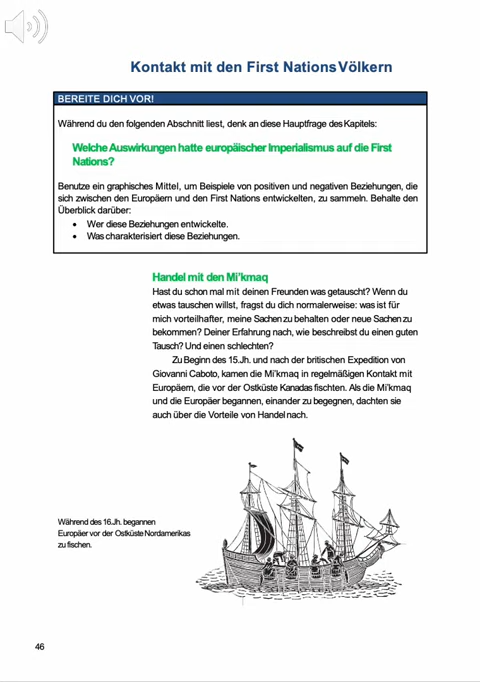 Kontakt mit den First Nations Völkern
BEREITE DICH VOR!
Während du den folgenden Abschnitt liest, denk an diese Hauptfrage des Kapitels:
Welche Auswirkungen hatte europäischer Imperialismus auf die First
Nations?
Benutze ein graphisches Mittel, um Beispiele von positiven und negativen Beziehungen, die
sich zwischen den Europäern und den First Nations entwickelten, zu sammeln. Behalte den
Überblick darüber:
• Wer diese Beziehungen entwickelte.
• Was charakterisiert diese Beziehungen.
Handel mit den Mi'kmaq
Hast du schon mal mit deinen Freunden was getauscht? Wenn du
etwas tauschen willst, fragst du dich normalerweise: was ist für
mich vorteilhafter, meine Sachen zu behalten oder neue Sachen zu
bekommen? Deiner Erfahrung nach, wie beschreibst du einen guten
Tausch? Und einen schlechten?
Zu Beginn des 15.Jh. und nach der britischen Expedition von
Giovanni Caboto, kamen die Mi'kmaq in regelmäßigen Kontakt mit
Europäern, die vor der Ostküste Kanadas fischten. Als die Mi'kmaq
und die Europäer begannen, einander zu begegnen, dachten sie
auch über die Vorteile von Handel nach.
Während des 16.Jh. begannen
Europäer vor der Ostküste Nordamerikas
zu fischen.
46